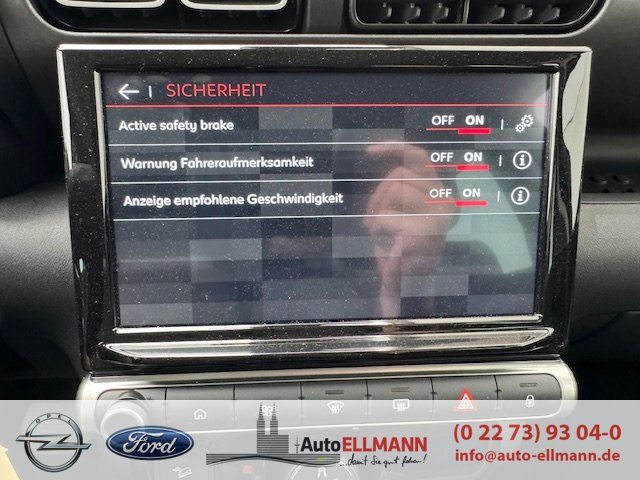 SICHERHEIT
Active safety brake OFF ON
Warnung Fahreraufmerksamkeit OFF ON
Anzeige empfohlene Geschwindigkeit OFF ON
OPEL
Ford
AutoELLMANN
...damit Sie gut fahren!
(0 22 73) 93 04-0
info@auto-ellmann.de